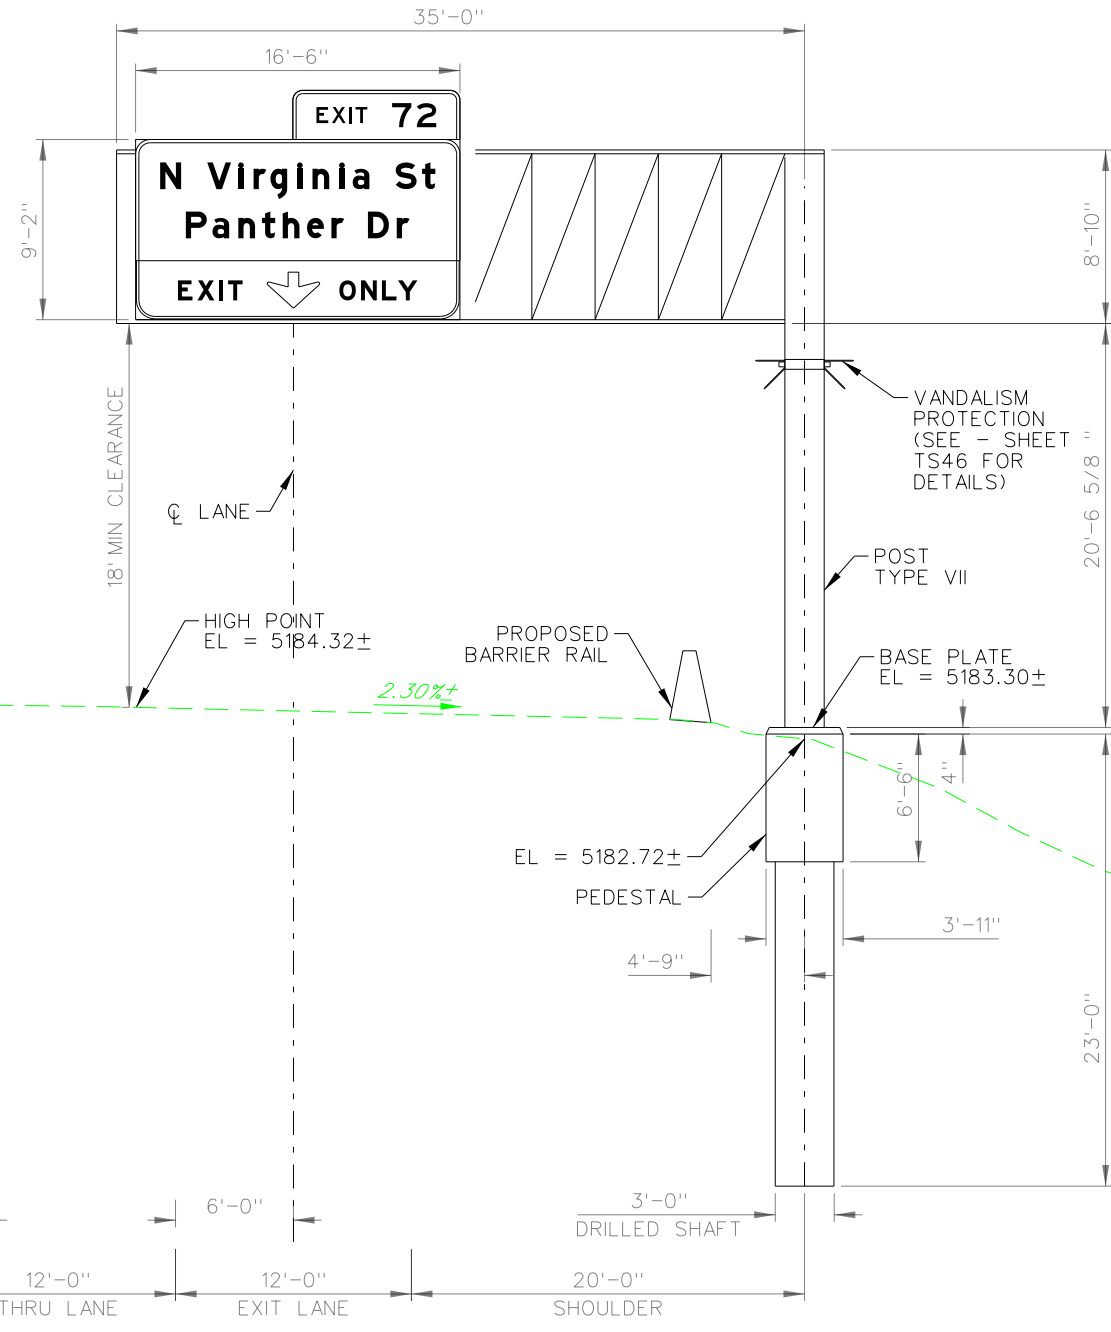 35'-0"
16'-6"
EXIT 72
N Virginia St
Panther Dr
EXIT ONLY
9'-2"
8'-10"
18' MIN CLEARANCE
VANDALISM
PROTECTION
(SEE - SHEET
TS46 FOR
DETAILS)
20'-6 5/8 "
℄ LANE
POST
TYPE VII
HIGH POINT
EL = 5184.32±
PROPOSED
BARRIER RAIL
BASE PLATE
EL = 5183.30±
2.30%±
4"
6'-6"
EL = 5182.72±
PEDESTAL
3'-11"
4'-9"
23'-0"
6'-0"
3'-0"
DRILLED SHAFT
12'-0"
THRU LANE
12'-0"
EXIT LANE
20'-0"
SHOULDER